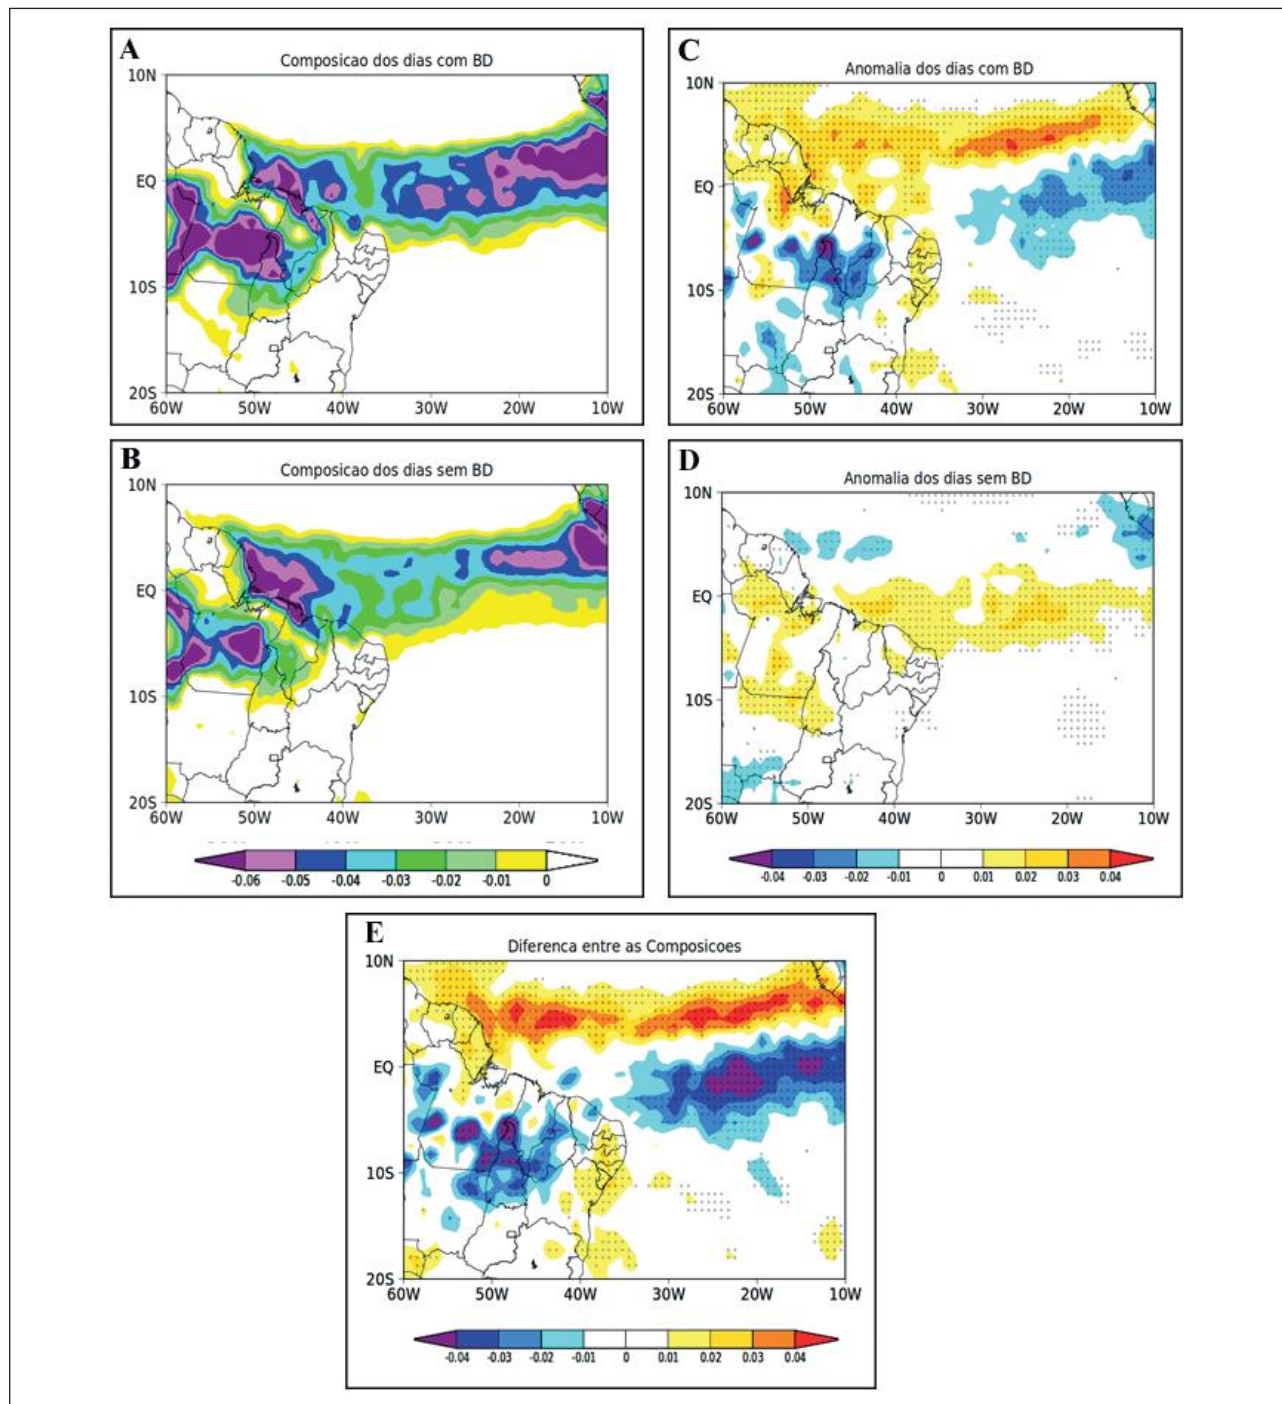 A
Composicao dos dias com BD
10N
EQ
10S
20S
60W 50W 40W 30W 20W 10W
C
Anomalia dos dias com BD
10N
EQ
10S
20S
60W 50W 40W 30W 20W 10W
B
Composicao dos dias sem BD
10N
EQ
10S
20S
60W 50W 40W 30W 20W 10W
-0.06 -0.05 -0.04 -0.03 -0.02 -0.01 0
D
Anomalia dos dias sem BD
10N
EQ
10S
20S
60W 50W 40W 30W 20W 10W
-0.04 -0.03 -0.02 -0.01 0 0.01 0.02 0.03 0.04
E
Diferenca entre as Composicoes
10N
EQ
10S
20S
60W 50W 40W 30W 20W 10W
-0.04 -0.03 -0.02 -0.01 0 0.01 0.02 0.03 0.04